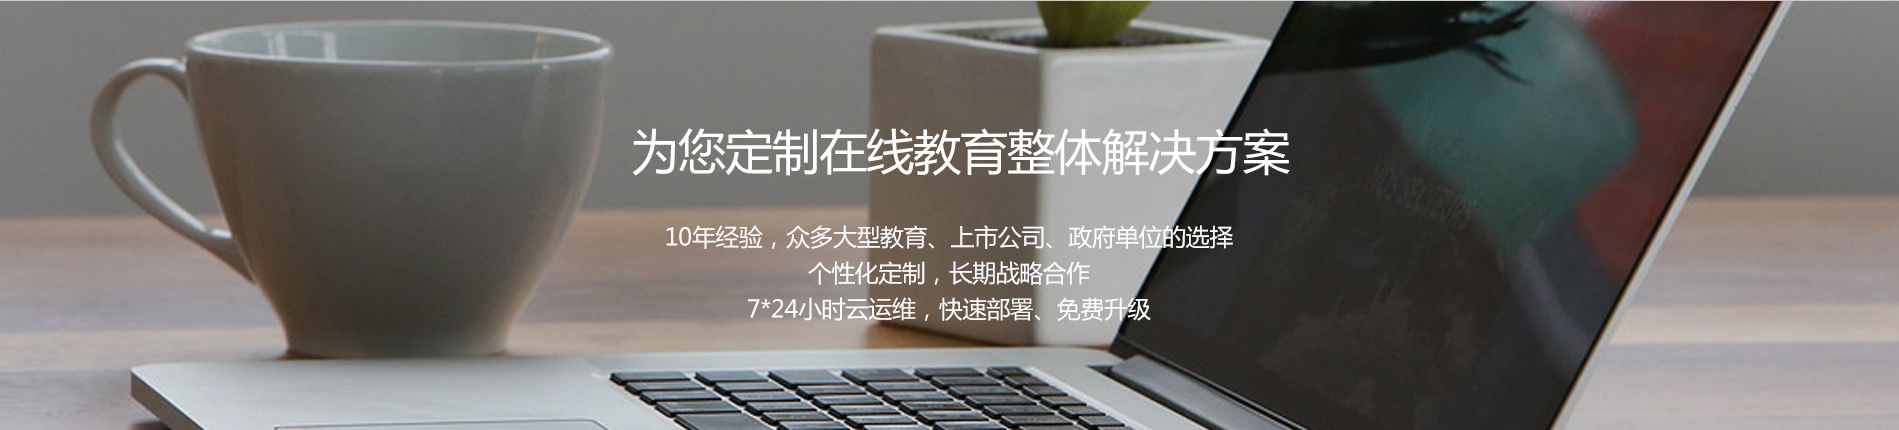 为您定制在线教育整体解决方案
10年经验，众多大型教育、上市公司、政府单位的选择
个性化定制，长期战略合作
7*24小时云运维，快速部署、免费升级